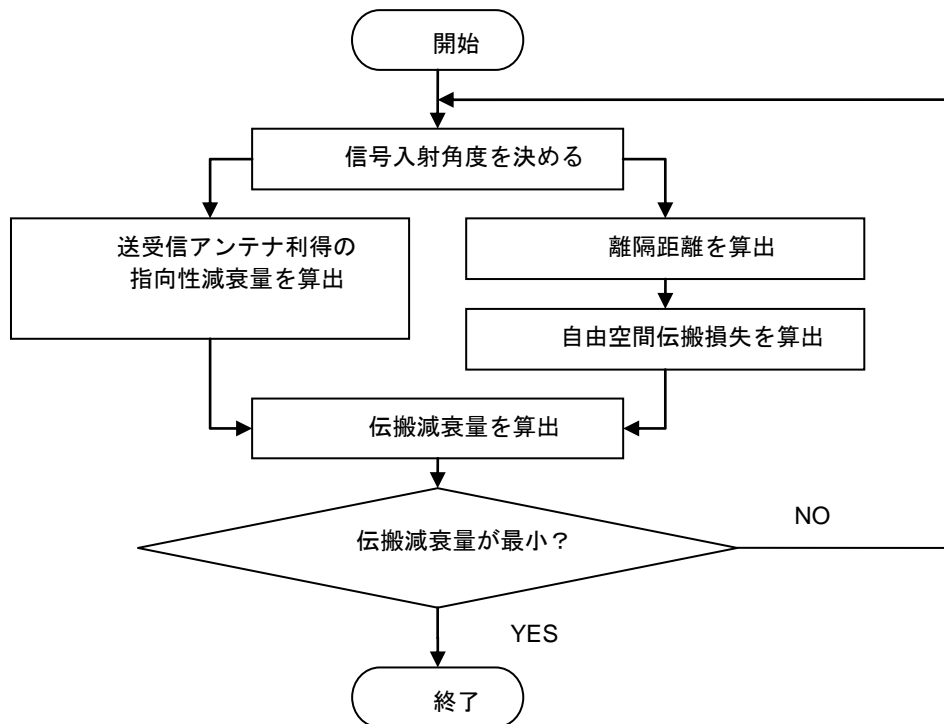 開始
信号入射角度を決める
送受信アンテナ利得の
指向性減衰量を算出
離隔距離を算出
自由空間伝搬損失を算出
伝搬減衰量を算出
伝搬減衰量が最小？
NO
YES
終了